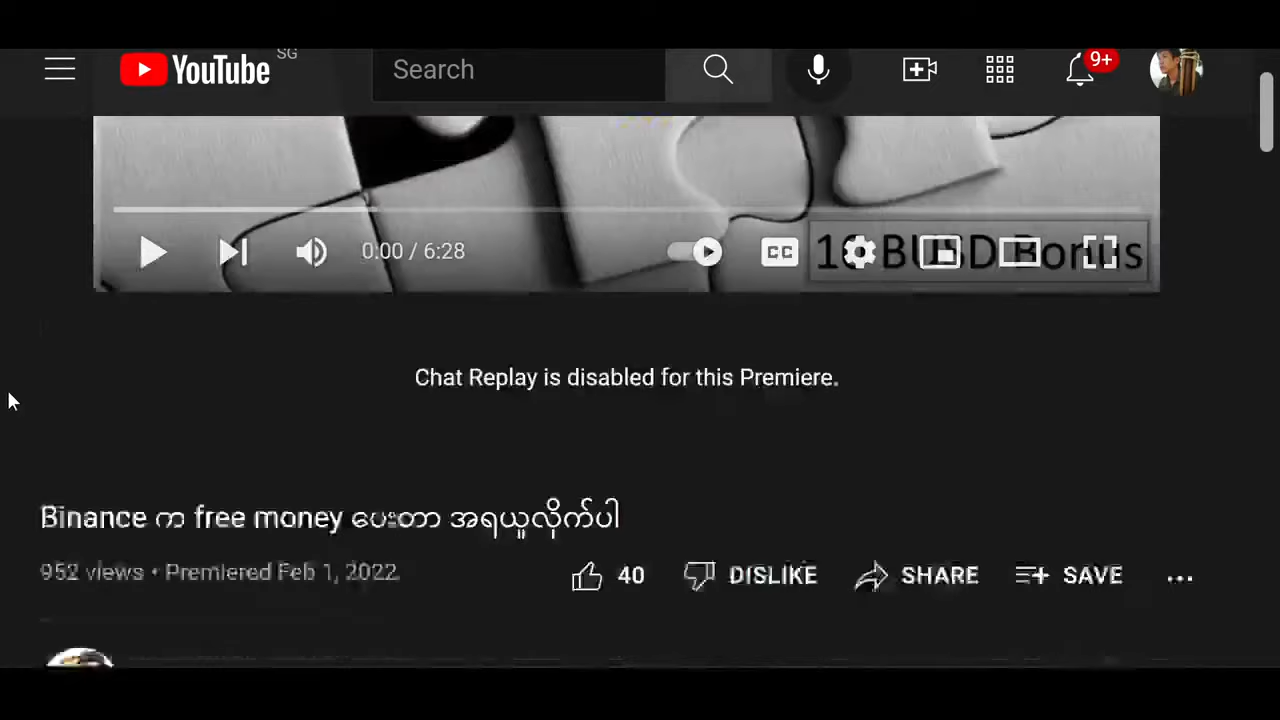 YouTube SG
Search
9+
0:00 / 6:28
CC
10 BUSD Bonus
Chat Replay is disabled for this Premiere.
Binance က free money ပေးတာ အရယူလိုက်ပါ
952 views • Premiered Feb 1, 2022
40 DISLIKE SHARE SAVE